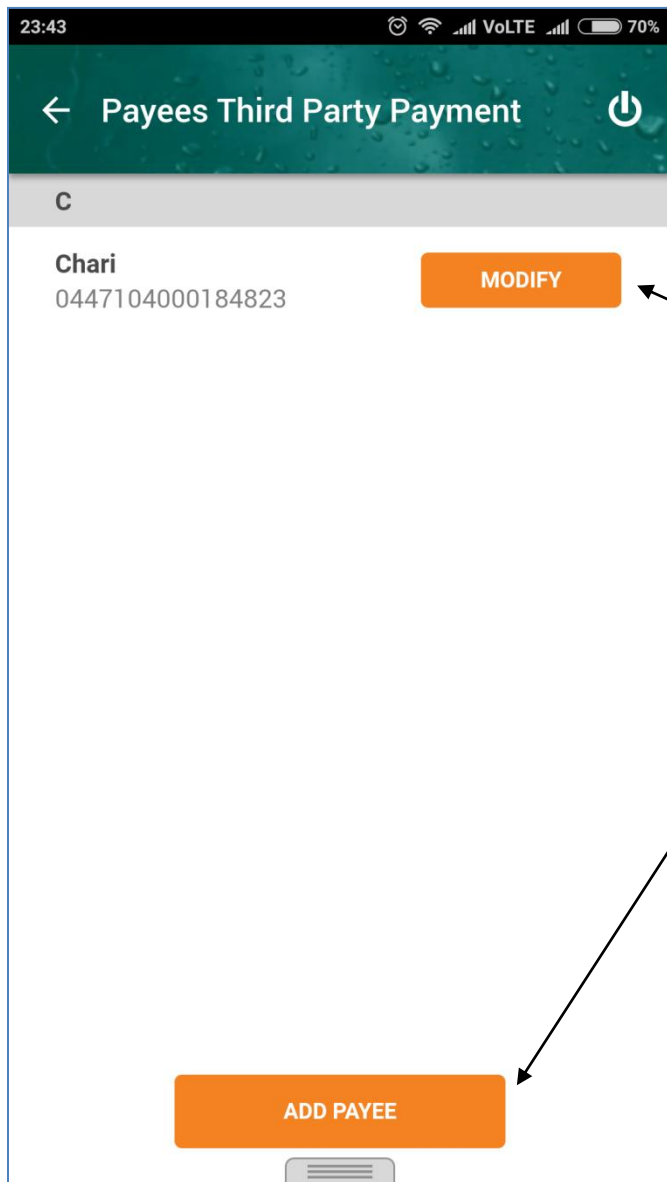 23:43 VoLTE 70%
Payees Third Party Payment
C
Chari
0447104000184823
MODIFY
ADD PAYEE